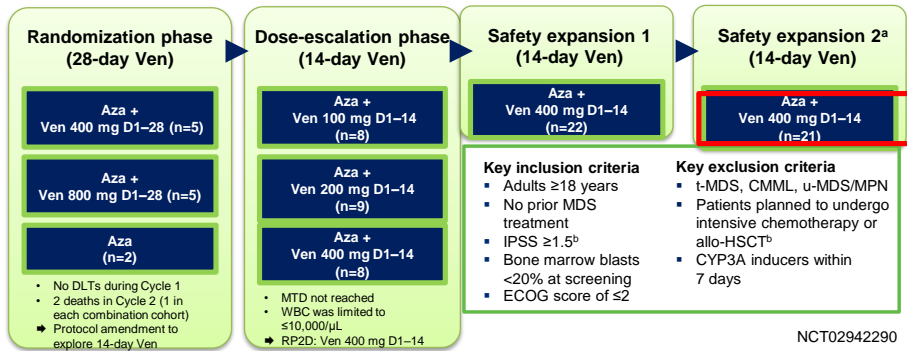 Randomization phase
(28-day Ven)
Aza +
Ven 400 mg D1–28 (n=5)
Aza +
Ven 800 mg D1–28 (n=5)
Aza
(n=2)
▪ No DLTs during Cycle 1
▪ 2 deaths in Cycle 2 (1 in
each combination cohort)
➔ Protocol amendment to
explore 14-day Ven
Dose-escalation phase
(14-day Ven)
Aza +
Ven 100 mg D1–14
(n=8)
Aza +
Ven 200 mg D1–14
(n=9)
Aza +
Ven 400 mg D1–14
(n=8)
▪ MTD not reached
▪ WBC was limited to
≤10,000/µL
➔ RP2D: Ven 400 mg D1–14
Safety expansion 1
(14-day Ven)
Aza +
Ven 400 mg D1–14
(n=22)
Safety expansion 2ᵃ
(14-day Ven)
Aza +
Ven 400 mg D1–14
(n=21)
Key inclusion criteria
▪ Adults ≥18 years
▪ No prior MDS
treatment
▪ IPSS ≥1.5ᵇ
▪ Bone marrow blasts
<20% at screening
▪ ECOG score of ≤2
Key exclusion criteria
▪ t-MDS, CMML, u-MDS/MPN
▪ Patients planned to undergo
intensive chemotherapy or
allo-HSCTᵇ
▪ CYP3A inducers within
7 days
NCT02942290